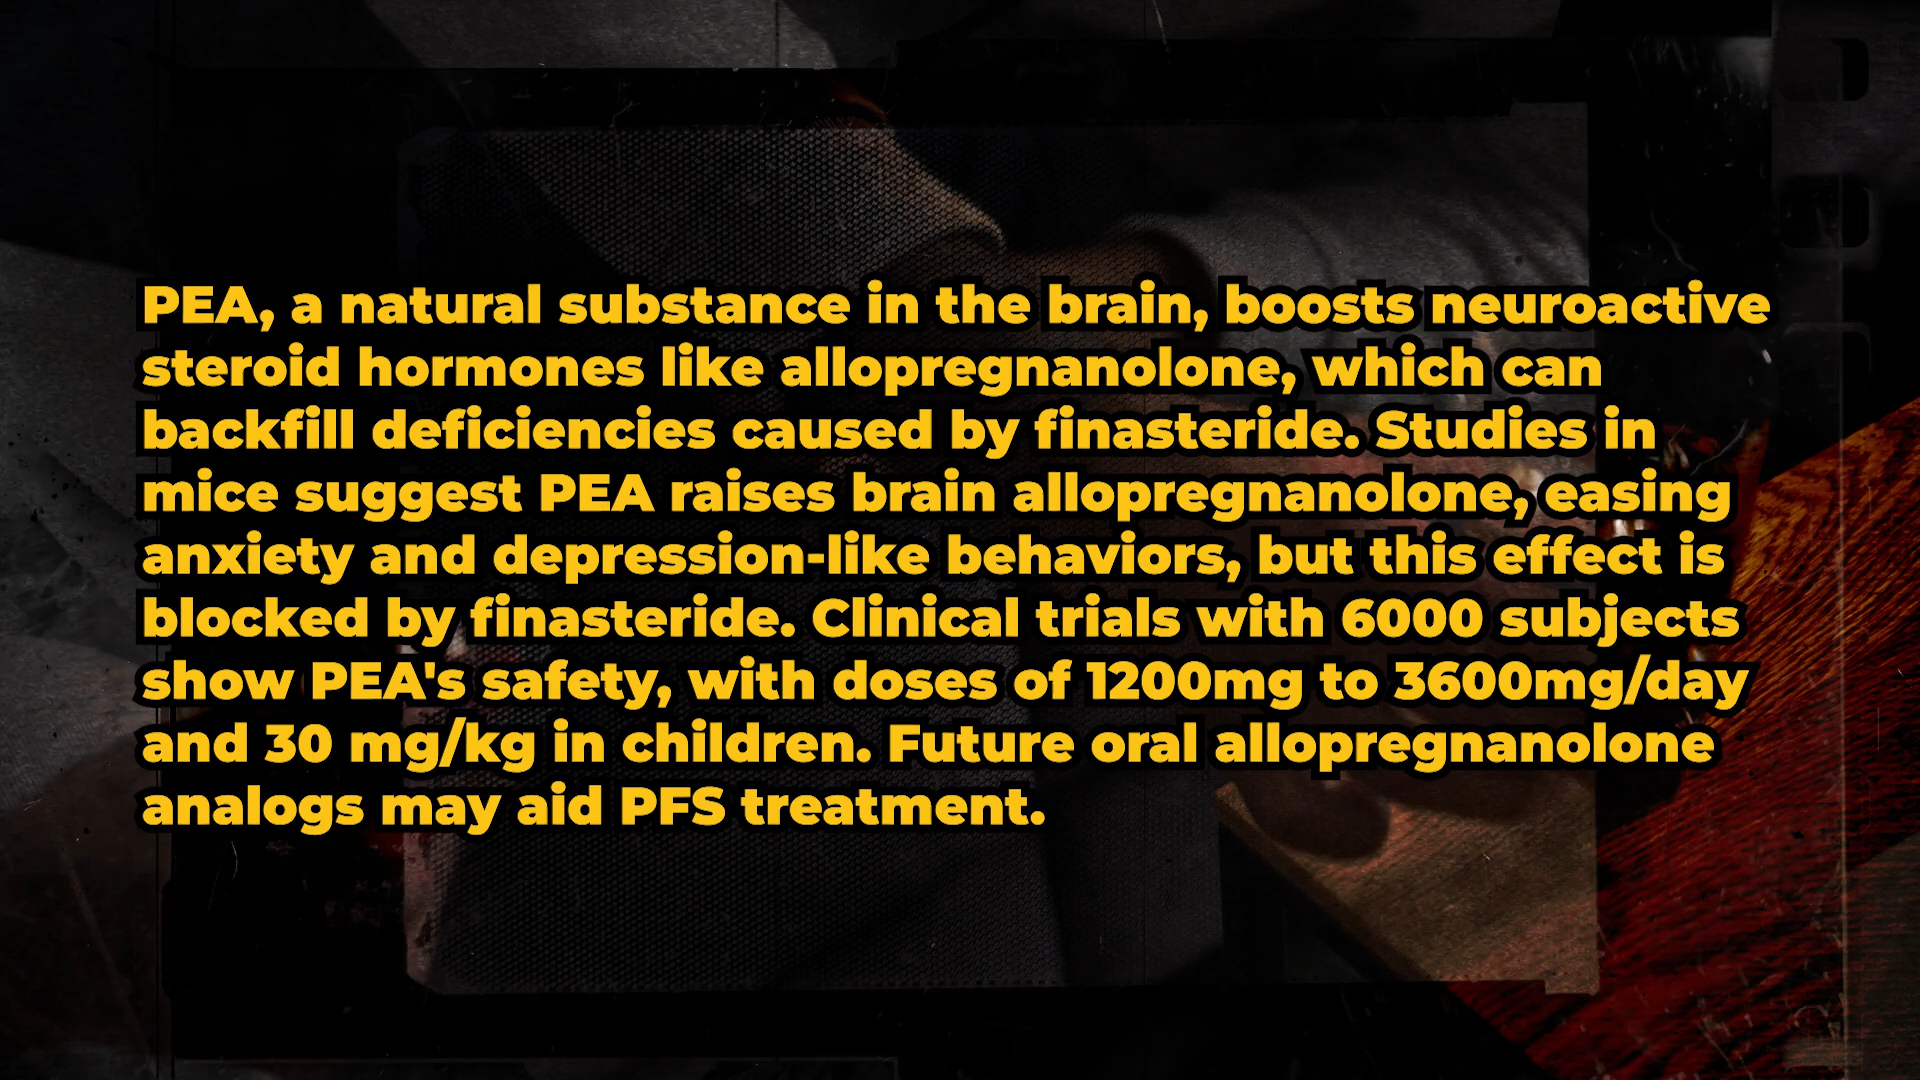 PEA, a natural substance in the brain, boosts neuroactive
steroid hormones like allopregnanolone, which can
backfill deficiencies caused by finasteride. Studies in
mice suggest PEA raises brain allopregnanolone, easing
anxiety and depression-like behaviors, but this effect is
blocked by finasteride. Clinical trials with 6000 subjects
show PEA's safety, with doses of 1200mg to 3600mg/day
and 30 mg/kg in children. Future oral allopregnanolone
analogs may aid PFS treatment.